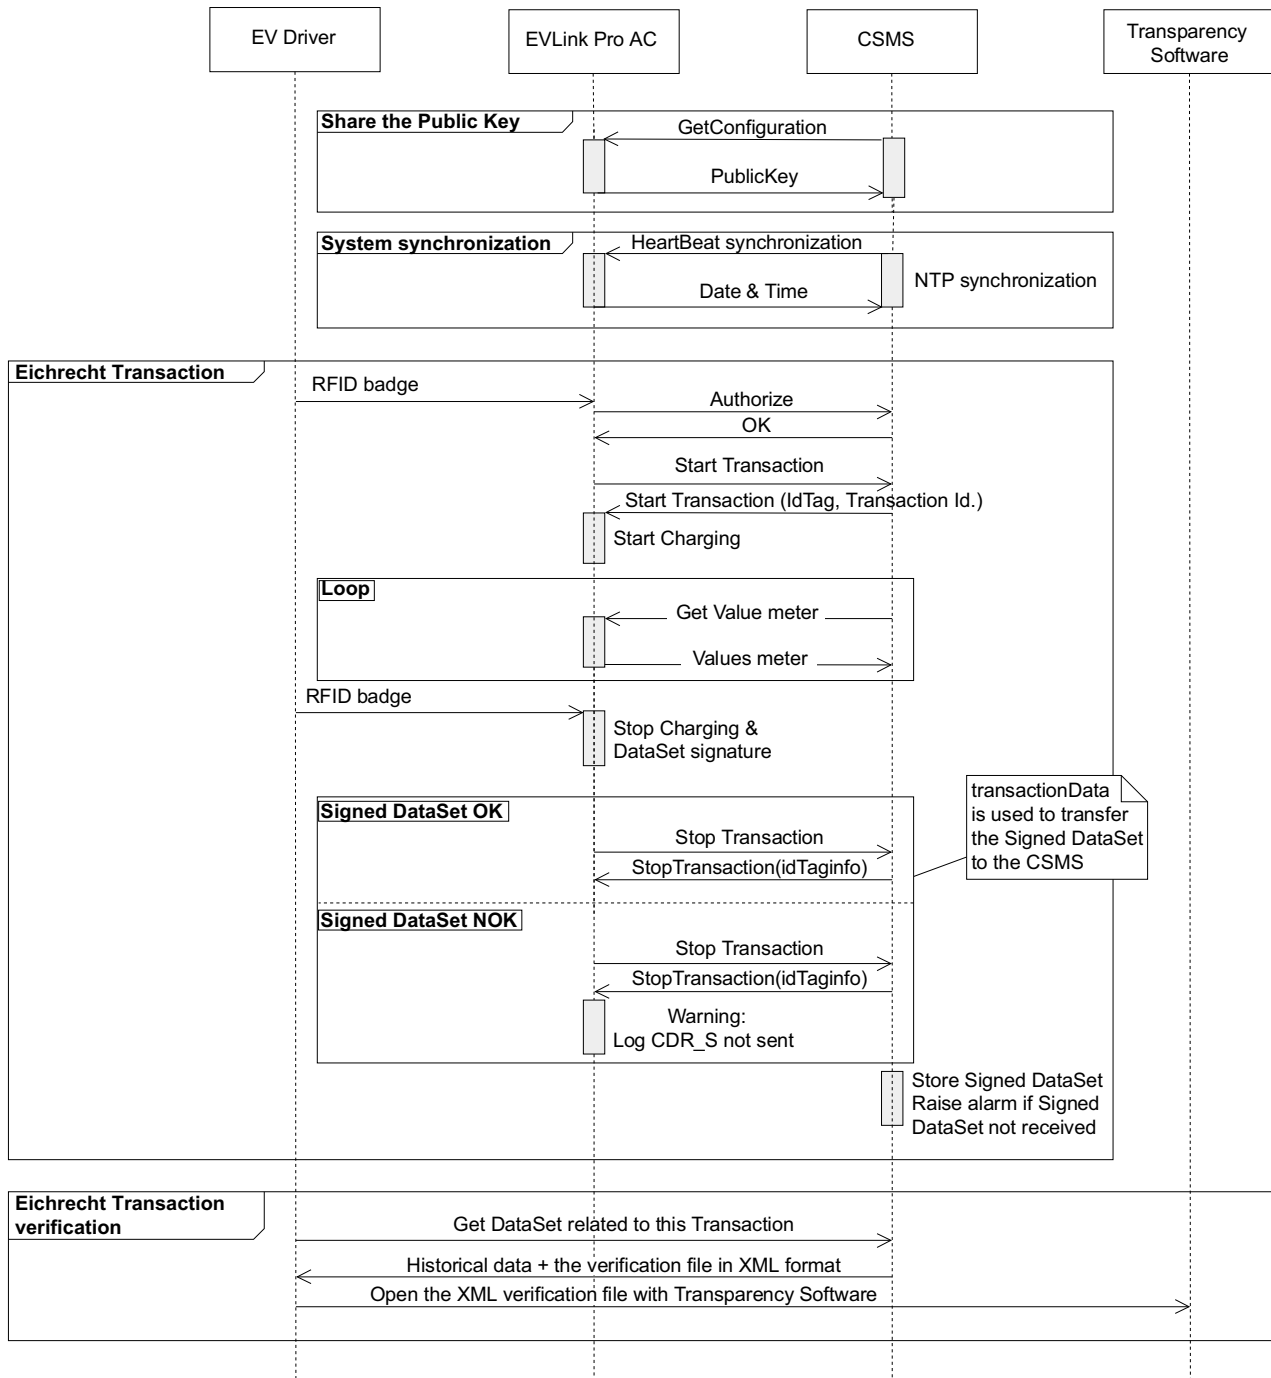 EV Driver
EVLink Pro AC
CSMS
Transparency
Software
Share the Public Key
GetConfiguration
PublicKey
System synchronization
HeartBeat synchronization
NTP synchronization
Date & Time
Eichrecht Transaction
RFID badge
Authorize
OK
Start Transaction
Start Transaction (IdTag, Transaction Id.)
Start Charging
Loop
Get Value meter
Values meter
RFID badge
Stop Charging &
DataSet signature
transactionData
is used to transfer
the Signed DataSet
to the CSMS
Signed DataSet OK
Stop Transaction
StopTransaction(idTaginfo)
Signed DataSet NOK
Stop Transaction
StopTransaction(idTaginfo)
Warning:
Log CDR_S not sent
Store Signed DataSet
Raise alarm if Signed
DataSet not received
Eichrecht Transaction
verification
Get DataSet related to this Transaction
Historical data + the verification file in XML format
Open the XML verification file with Transparency Software